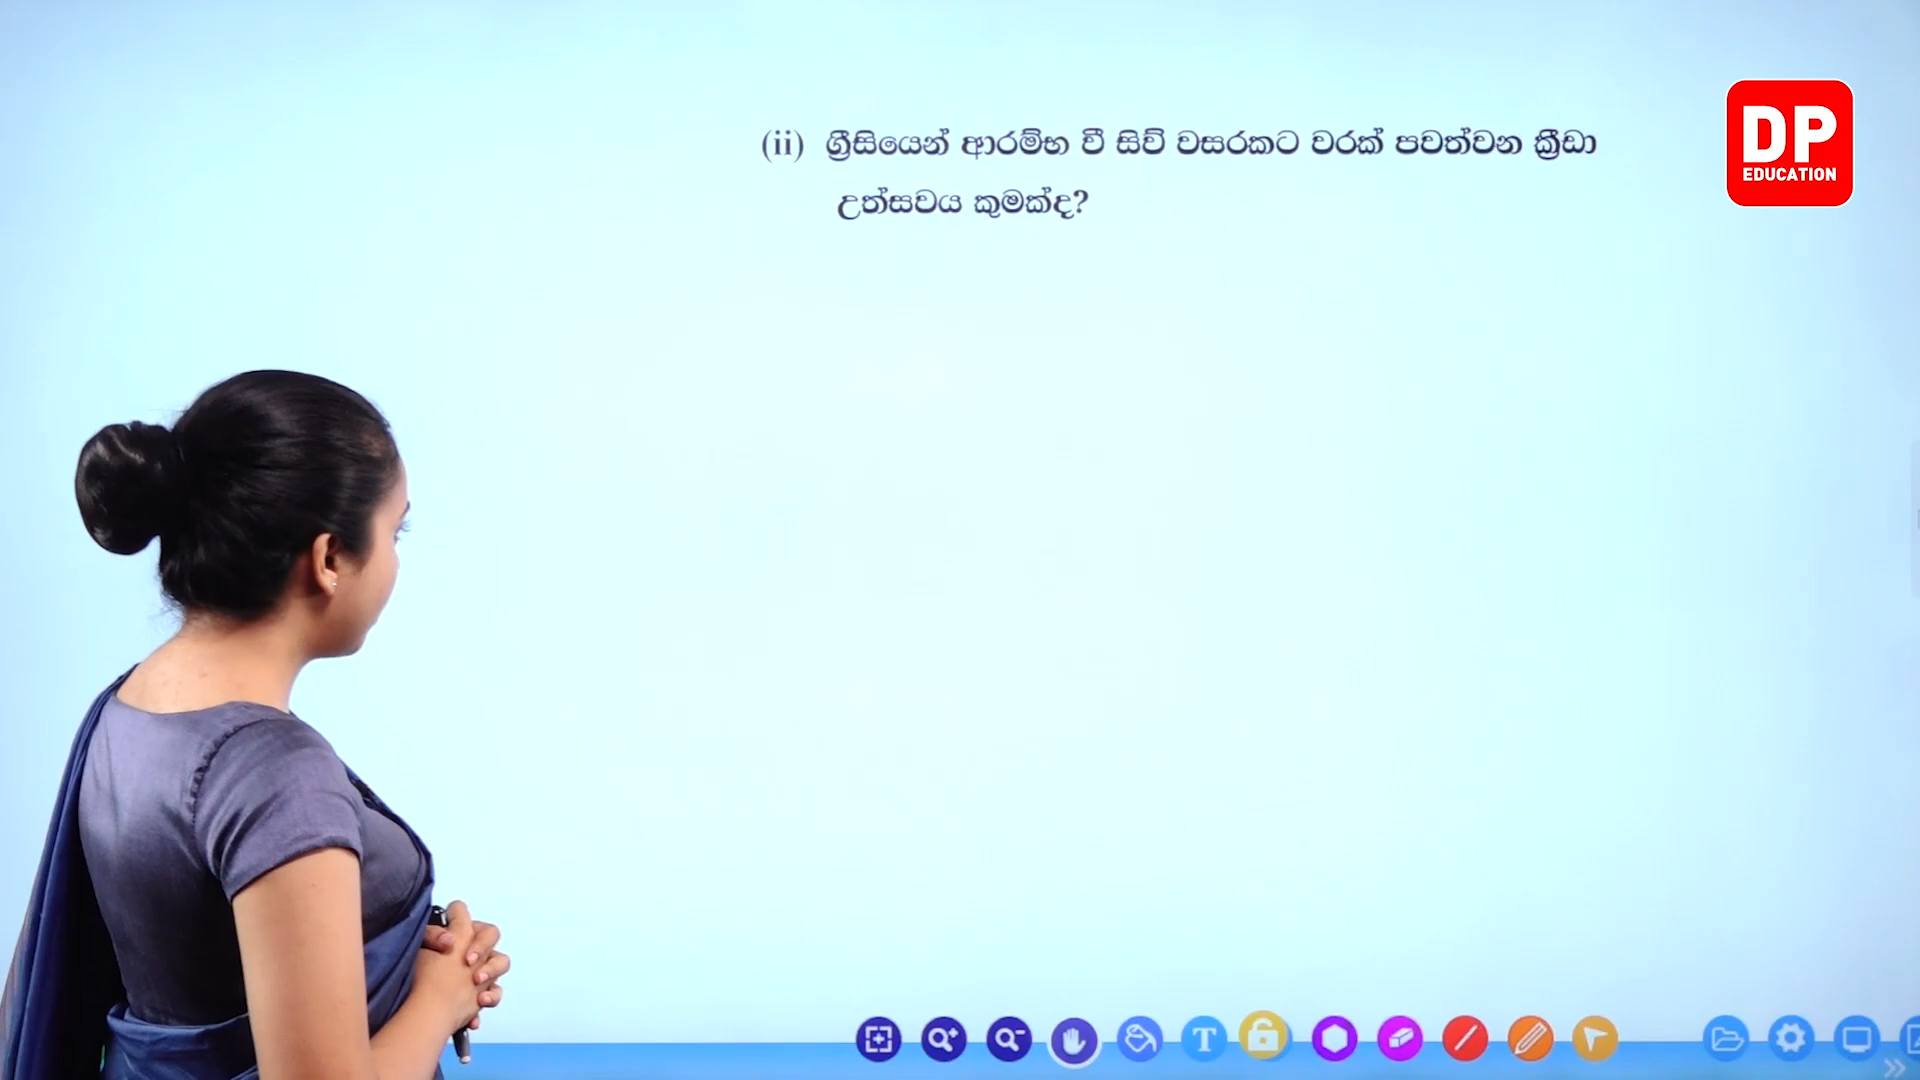 (ii) ග්‍රීසියෙන් ආරම්භ වී සිව් වසරකට වරක් පවත්වන ක්‍රීඩා
උත්සවය කුමක්ද?
DP
EDUCATION
T